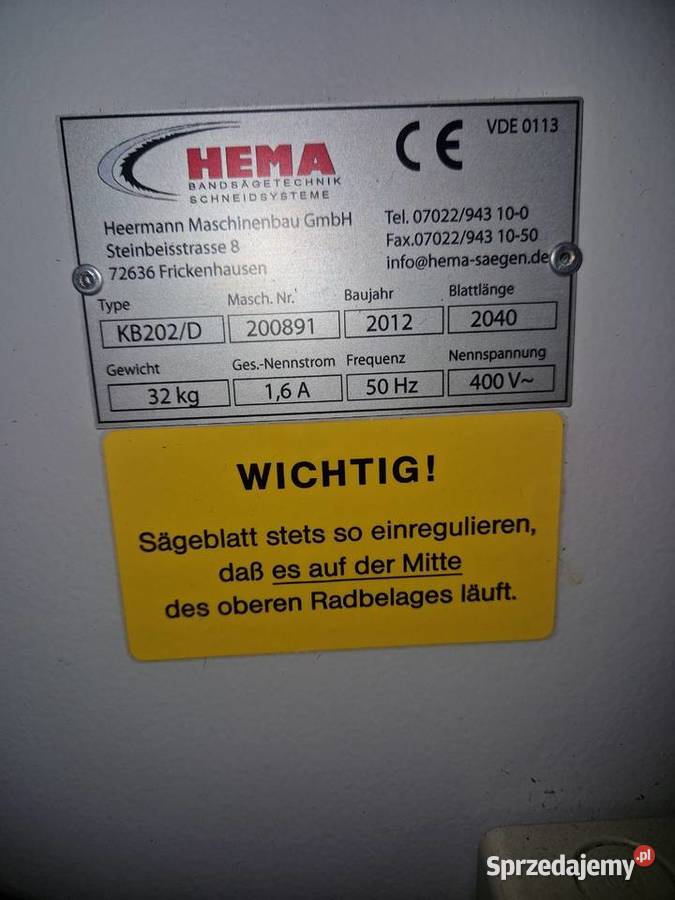 HEMA
BANDSÄGETECHNIK
SCHNEIDSYSTEME
CE
VDE 0113
Heermann Maschinenbau GmbH
Steinbeisstrasse 8
72636 Frickenhausen
Tel. 07022/943 10-0
Fax.07022/943 10-50
info@hema-saegen.de
Type Masch. Nr. Baujahr Blattlänge
KB202/D 200891 2012 2040
Gewicht Ges.-Nennstrom Frequenz Nennspannung
32 kg 1,6 A 50 Hz 400 V~
WICHTIG!
Sägeblatt stets so einregulieren,
daß es auf der Mitte
des oberen Radbelages läuft.
Sprzedajemy.pl